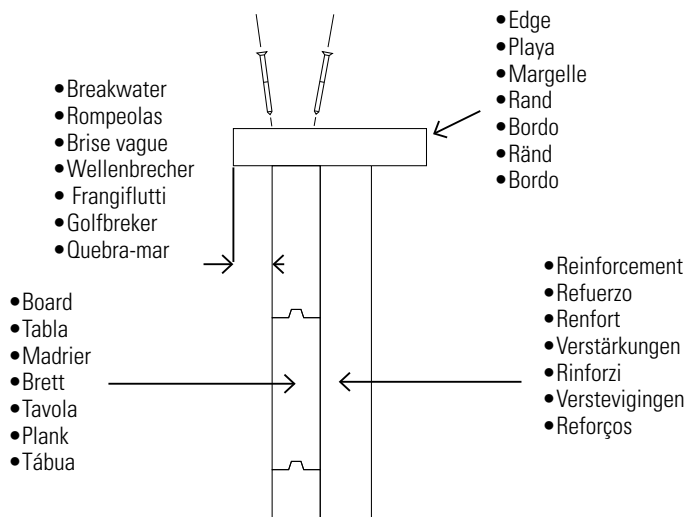 •Breakwater
•Rompeolas
•Brise vague
•Wellenbrecher
• Frangiflutti
•Golfbreker
•Quebra-mar
•Edge
•Playa
•Margelle
•Rand
•Bordo
•Ränd
•Bordo
•Board
•Tabla
•Madrier
•Brett
•Tavola
•Plank
•Tábua
•Reinforcement
•Refuerzo
•Renfort
•Verstärkungen
•Rinforzi
•Verstevigingen
•Reforços